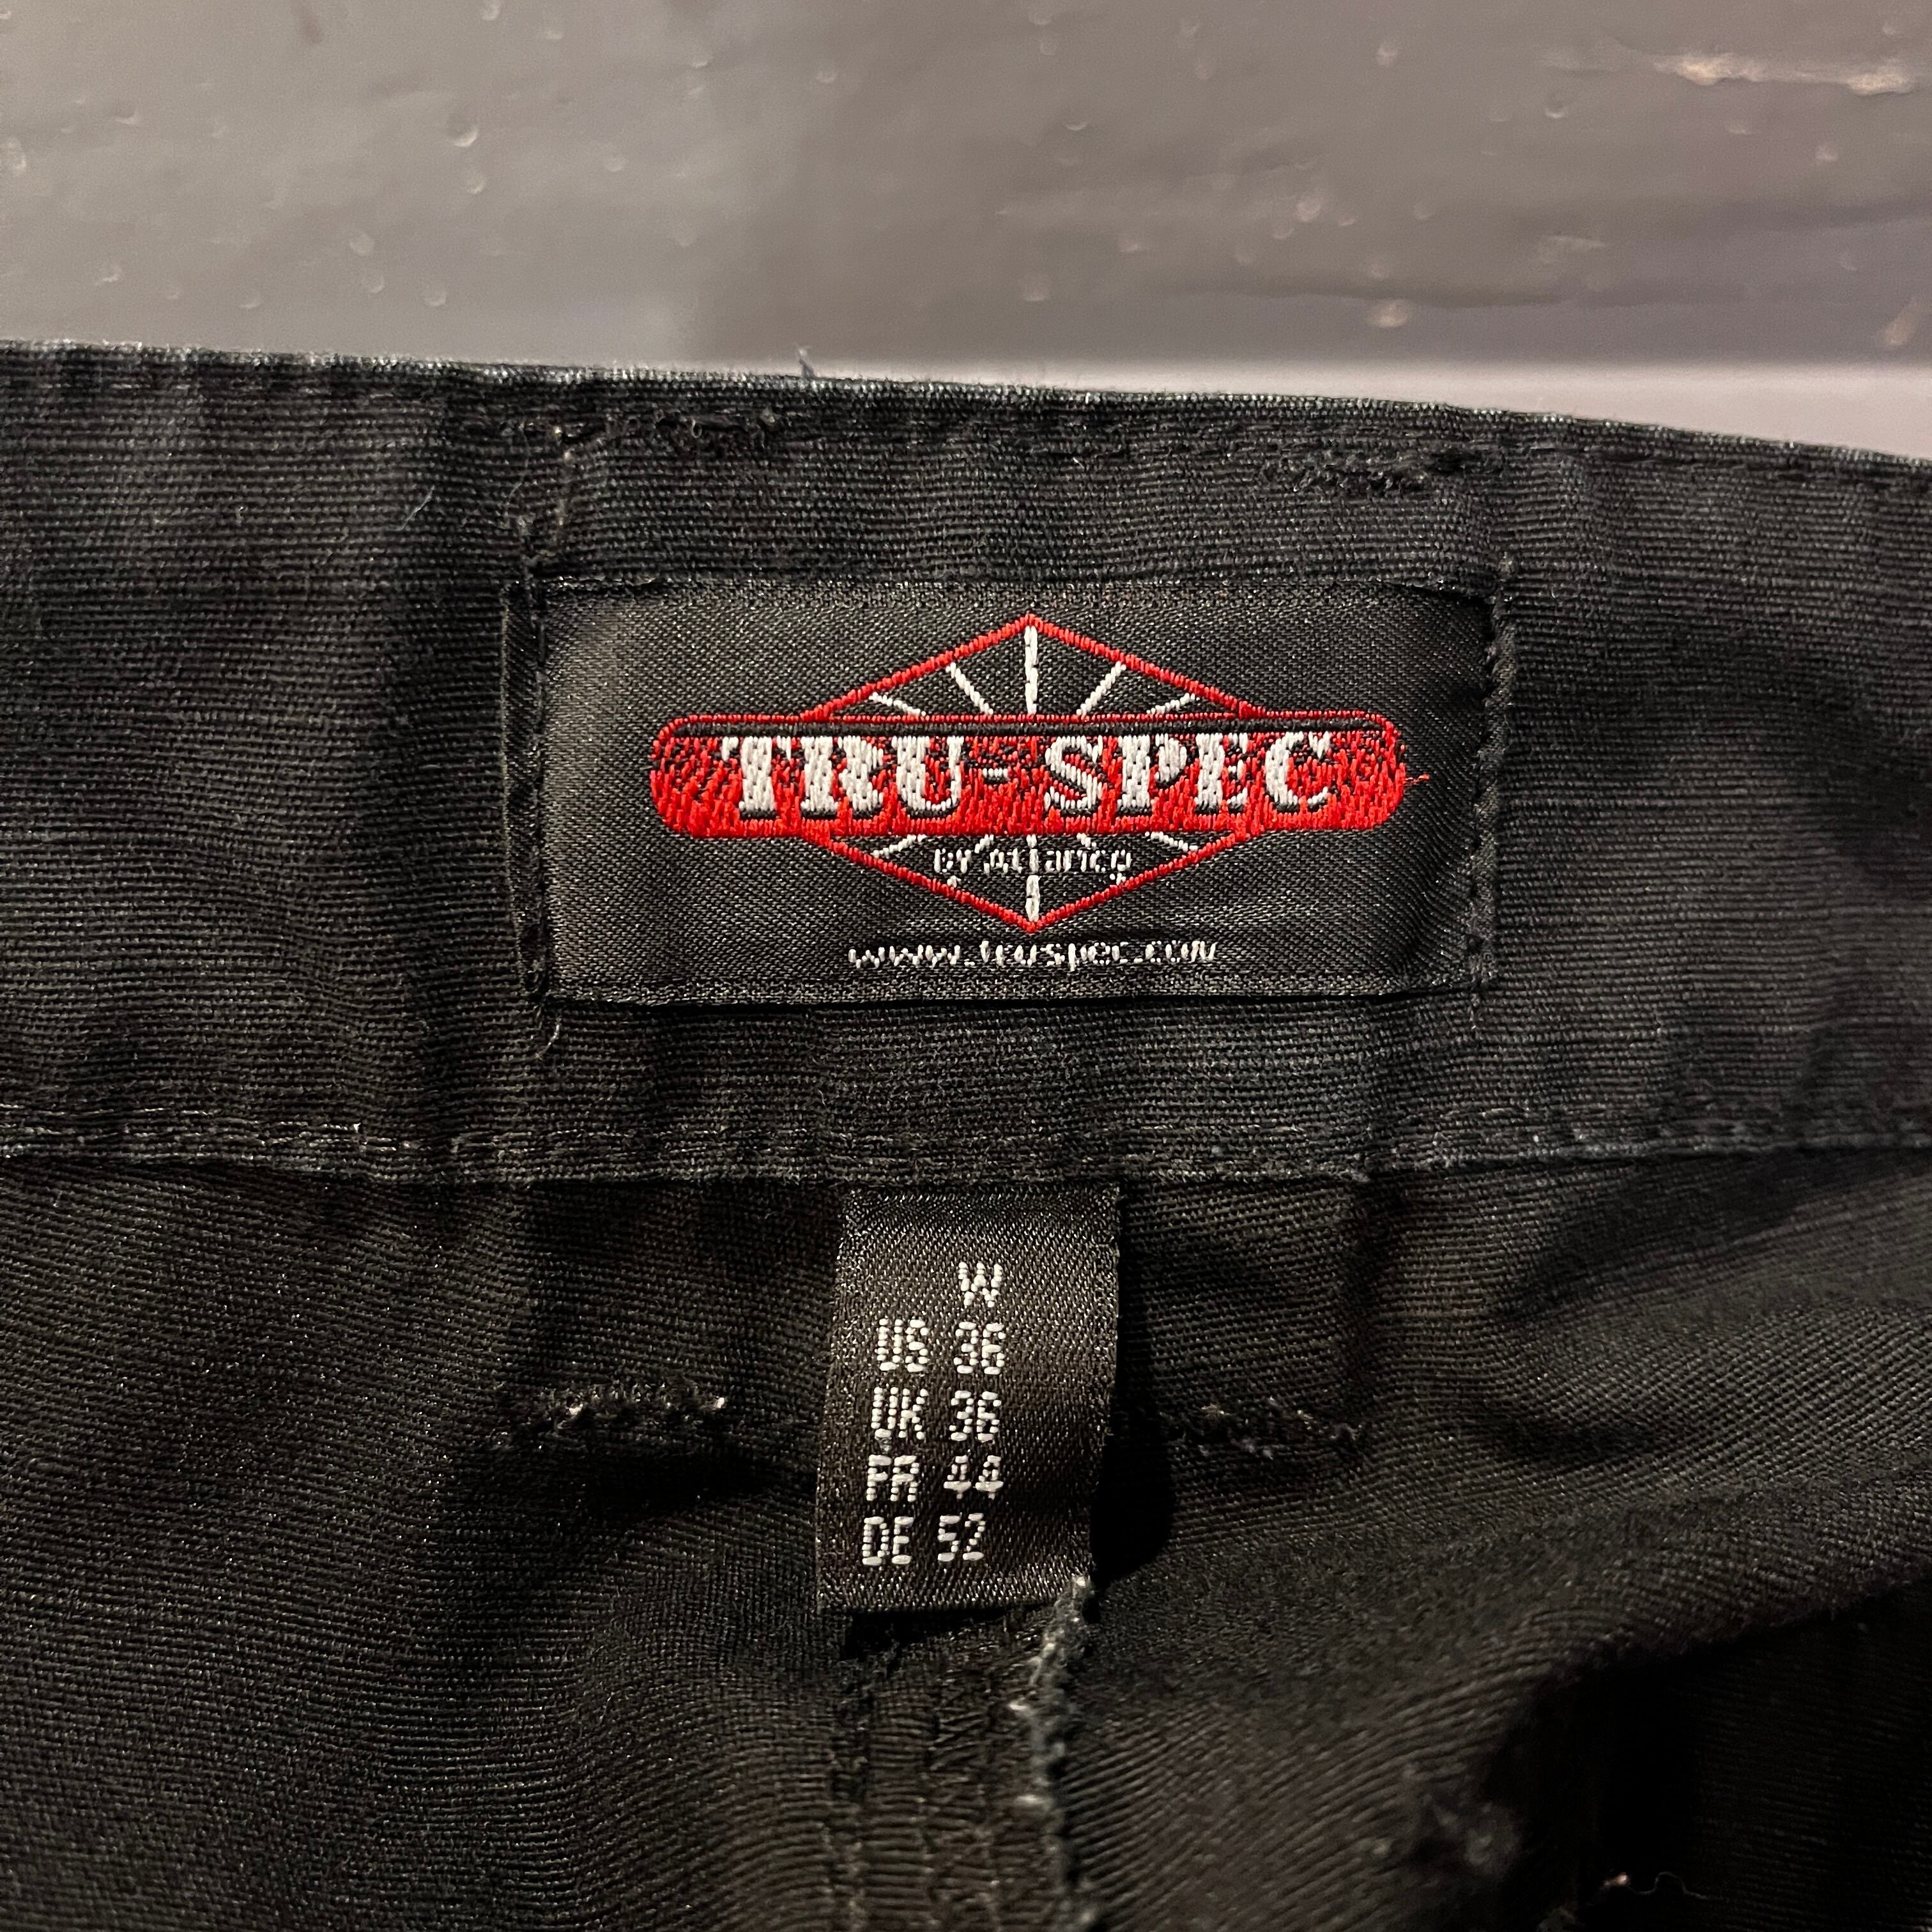 TRU-SPEC
BY Atlanco
www.truspec.com
W
US 36
UK 36
FR 44
DE 52